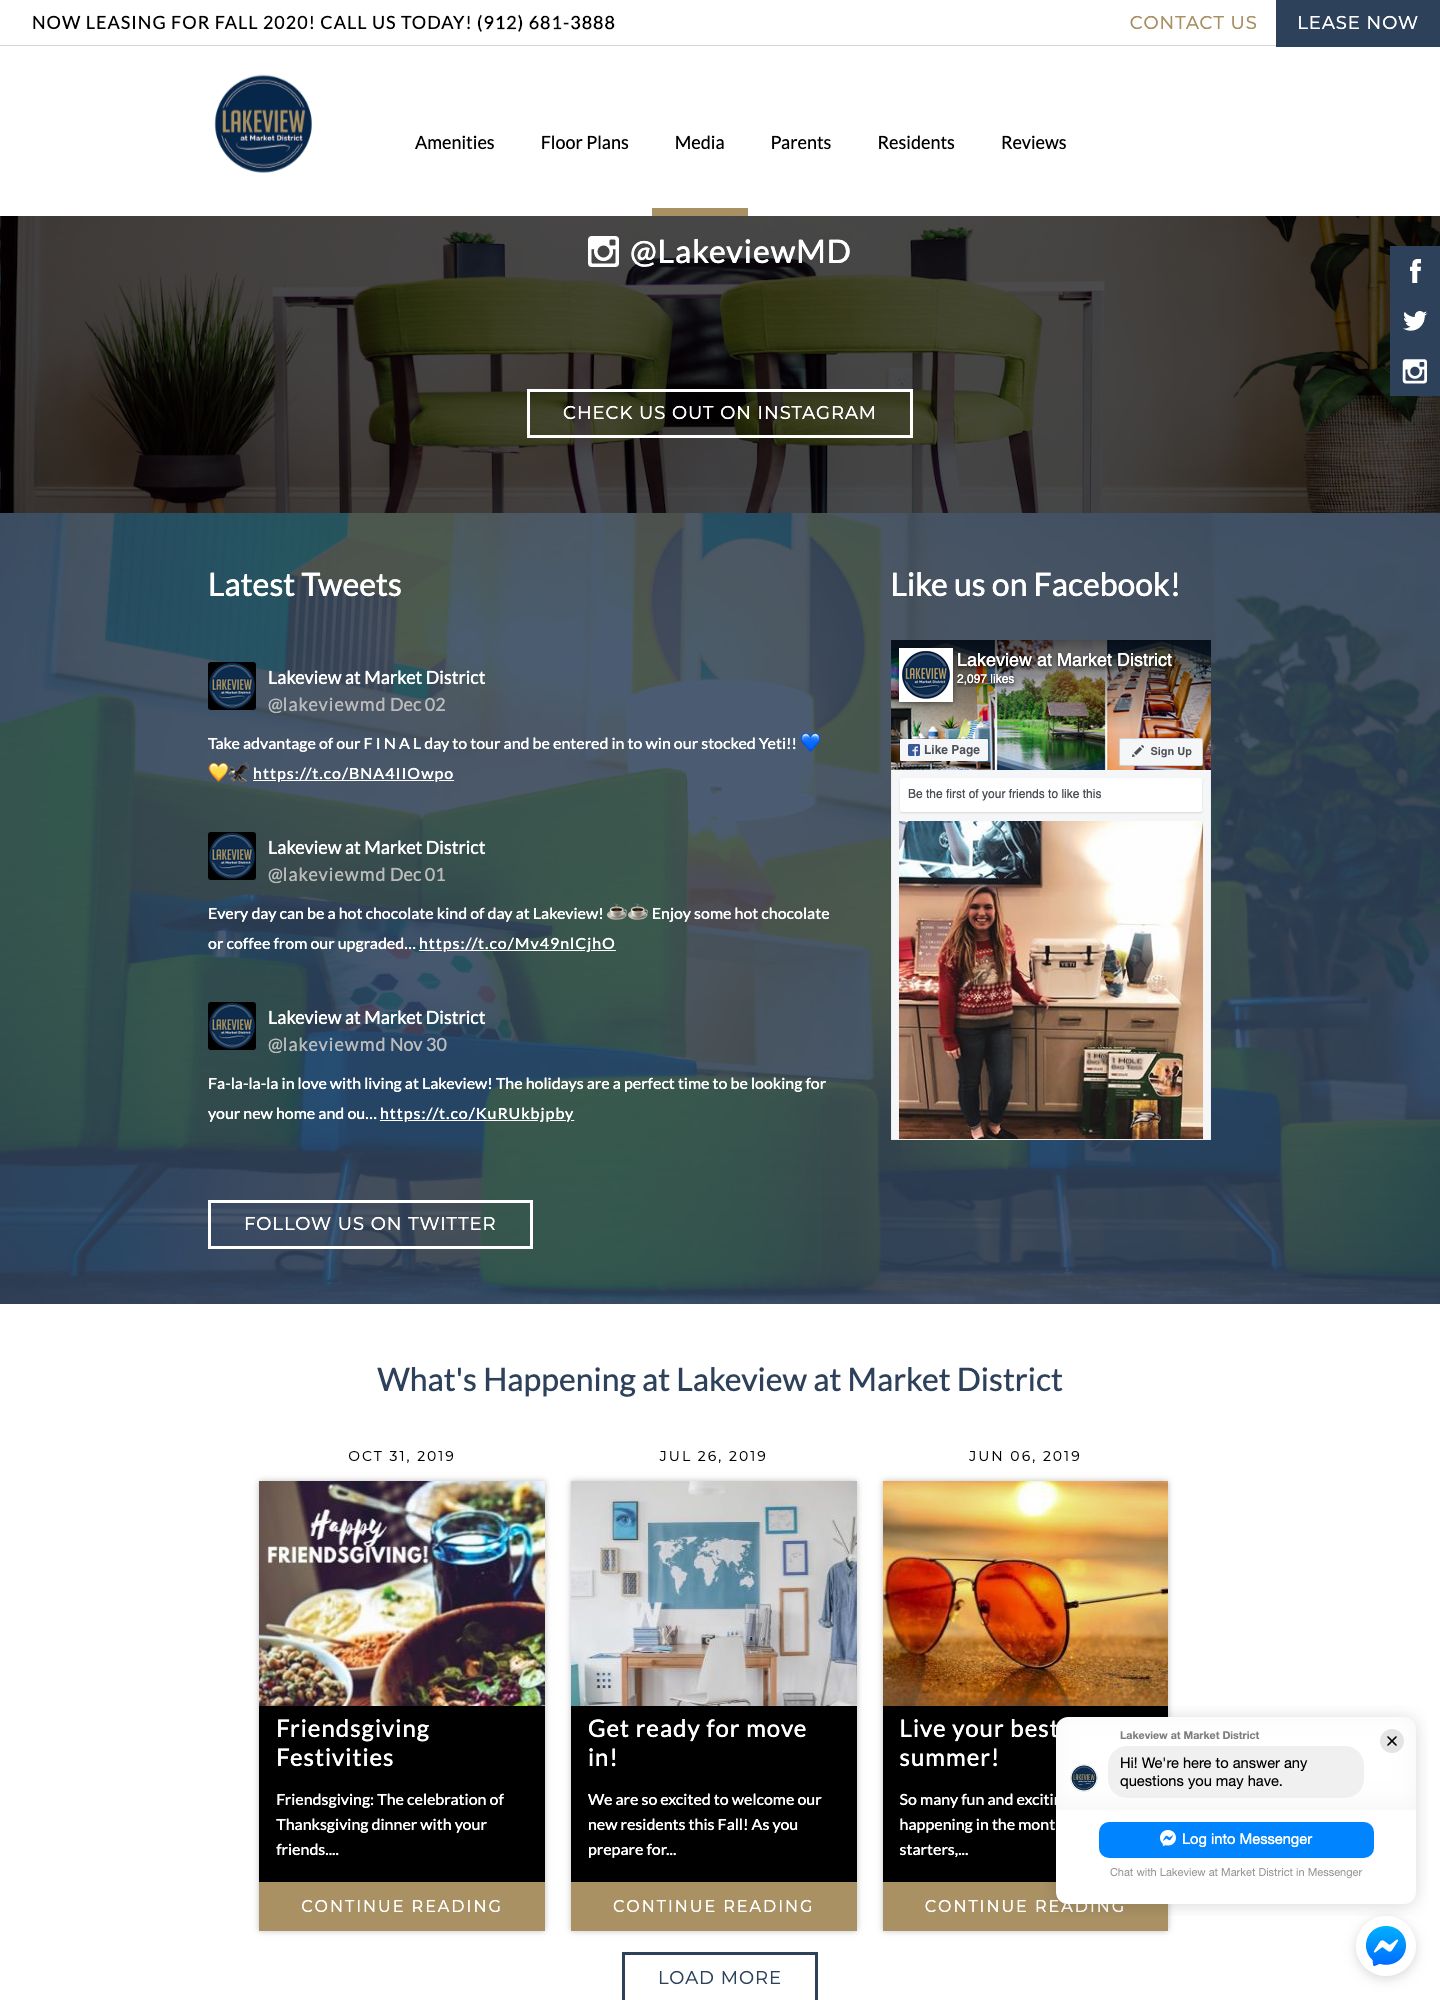 NOW LEASING FOR FALL 2020! CALL US TODAY! (912) 681-3888
CONTACT US
LEASE NOW
LAKEVIEW
at Market District
Amenities
Floor Plans
Media
Parents
Residents
Reviews
@LakeviewMD
CHECK US OUT ON INSTAGRAM
Latest Tweets
LAKEVIEW
Lakeview at Market District
@lakeviewmd Dec 02
Take advantage of our F I N A L day to tour and be entered in to win our stocked Yeti!! 💙
💛🦅 https://t.co/BNA4IIOwpo
LAKEVIEW
Lakeview at Market District
@lakeviewmd Dec 01
Every day can be a hot chocolate kind of day at Lakeview! ☕☕ Enjoy some hot chocolate
or coffee from our upgraded... https://t.co/Mv49nlCjhO
LAKEVIEW
Lakeview at Market District
@lakeviewmd Nov 30
Fa-la-la-la in love with living at Lakeview! The holidays are a perfect time to be looking for
your new home and ou... https://t.co/KuRUkbjpby
FOLLOW US ON TWITTER
Like us on Facebook!
LAKEVIEW
Lakeview at Market District
2,097 likes
Like Page
Sign Up
Be the first of your friends to like this
YETI
1 HOLE
BAG TAGS
What's Happening at Lakeview at Market District
OCT 31, 2019
Happy
FRIENDSGIVING!
Friendsgiving
Festivities
Friendsgiving: The celebration of
Thanksgiving dinner with your
friends....
CONTINUE READING
JUL 26, 2019
W
Get ready for move
in!
We are so excited to welcome our
new residents this Fall! As you
prepare for...
CONTINUE READING
JUN 06, 2019
Live your best
summer!
So many fun and exciti
happening in the mont
starters,...
CONTINUE READING
LOAD MORE
Lakeview at Market District
Hi! We're here to answer any
questions you may have.
LAKEVIEW
Log into Messenger
Chat with Lakeview at Market District in Messenger